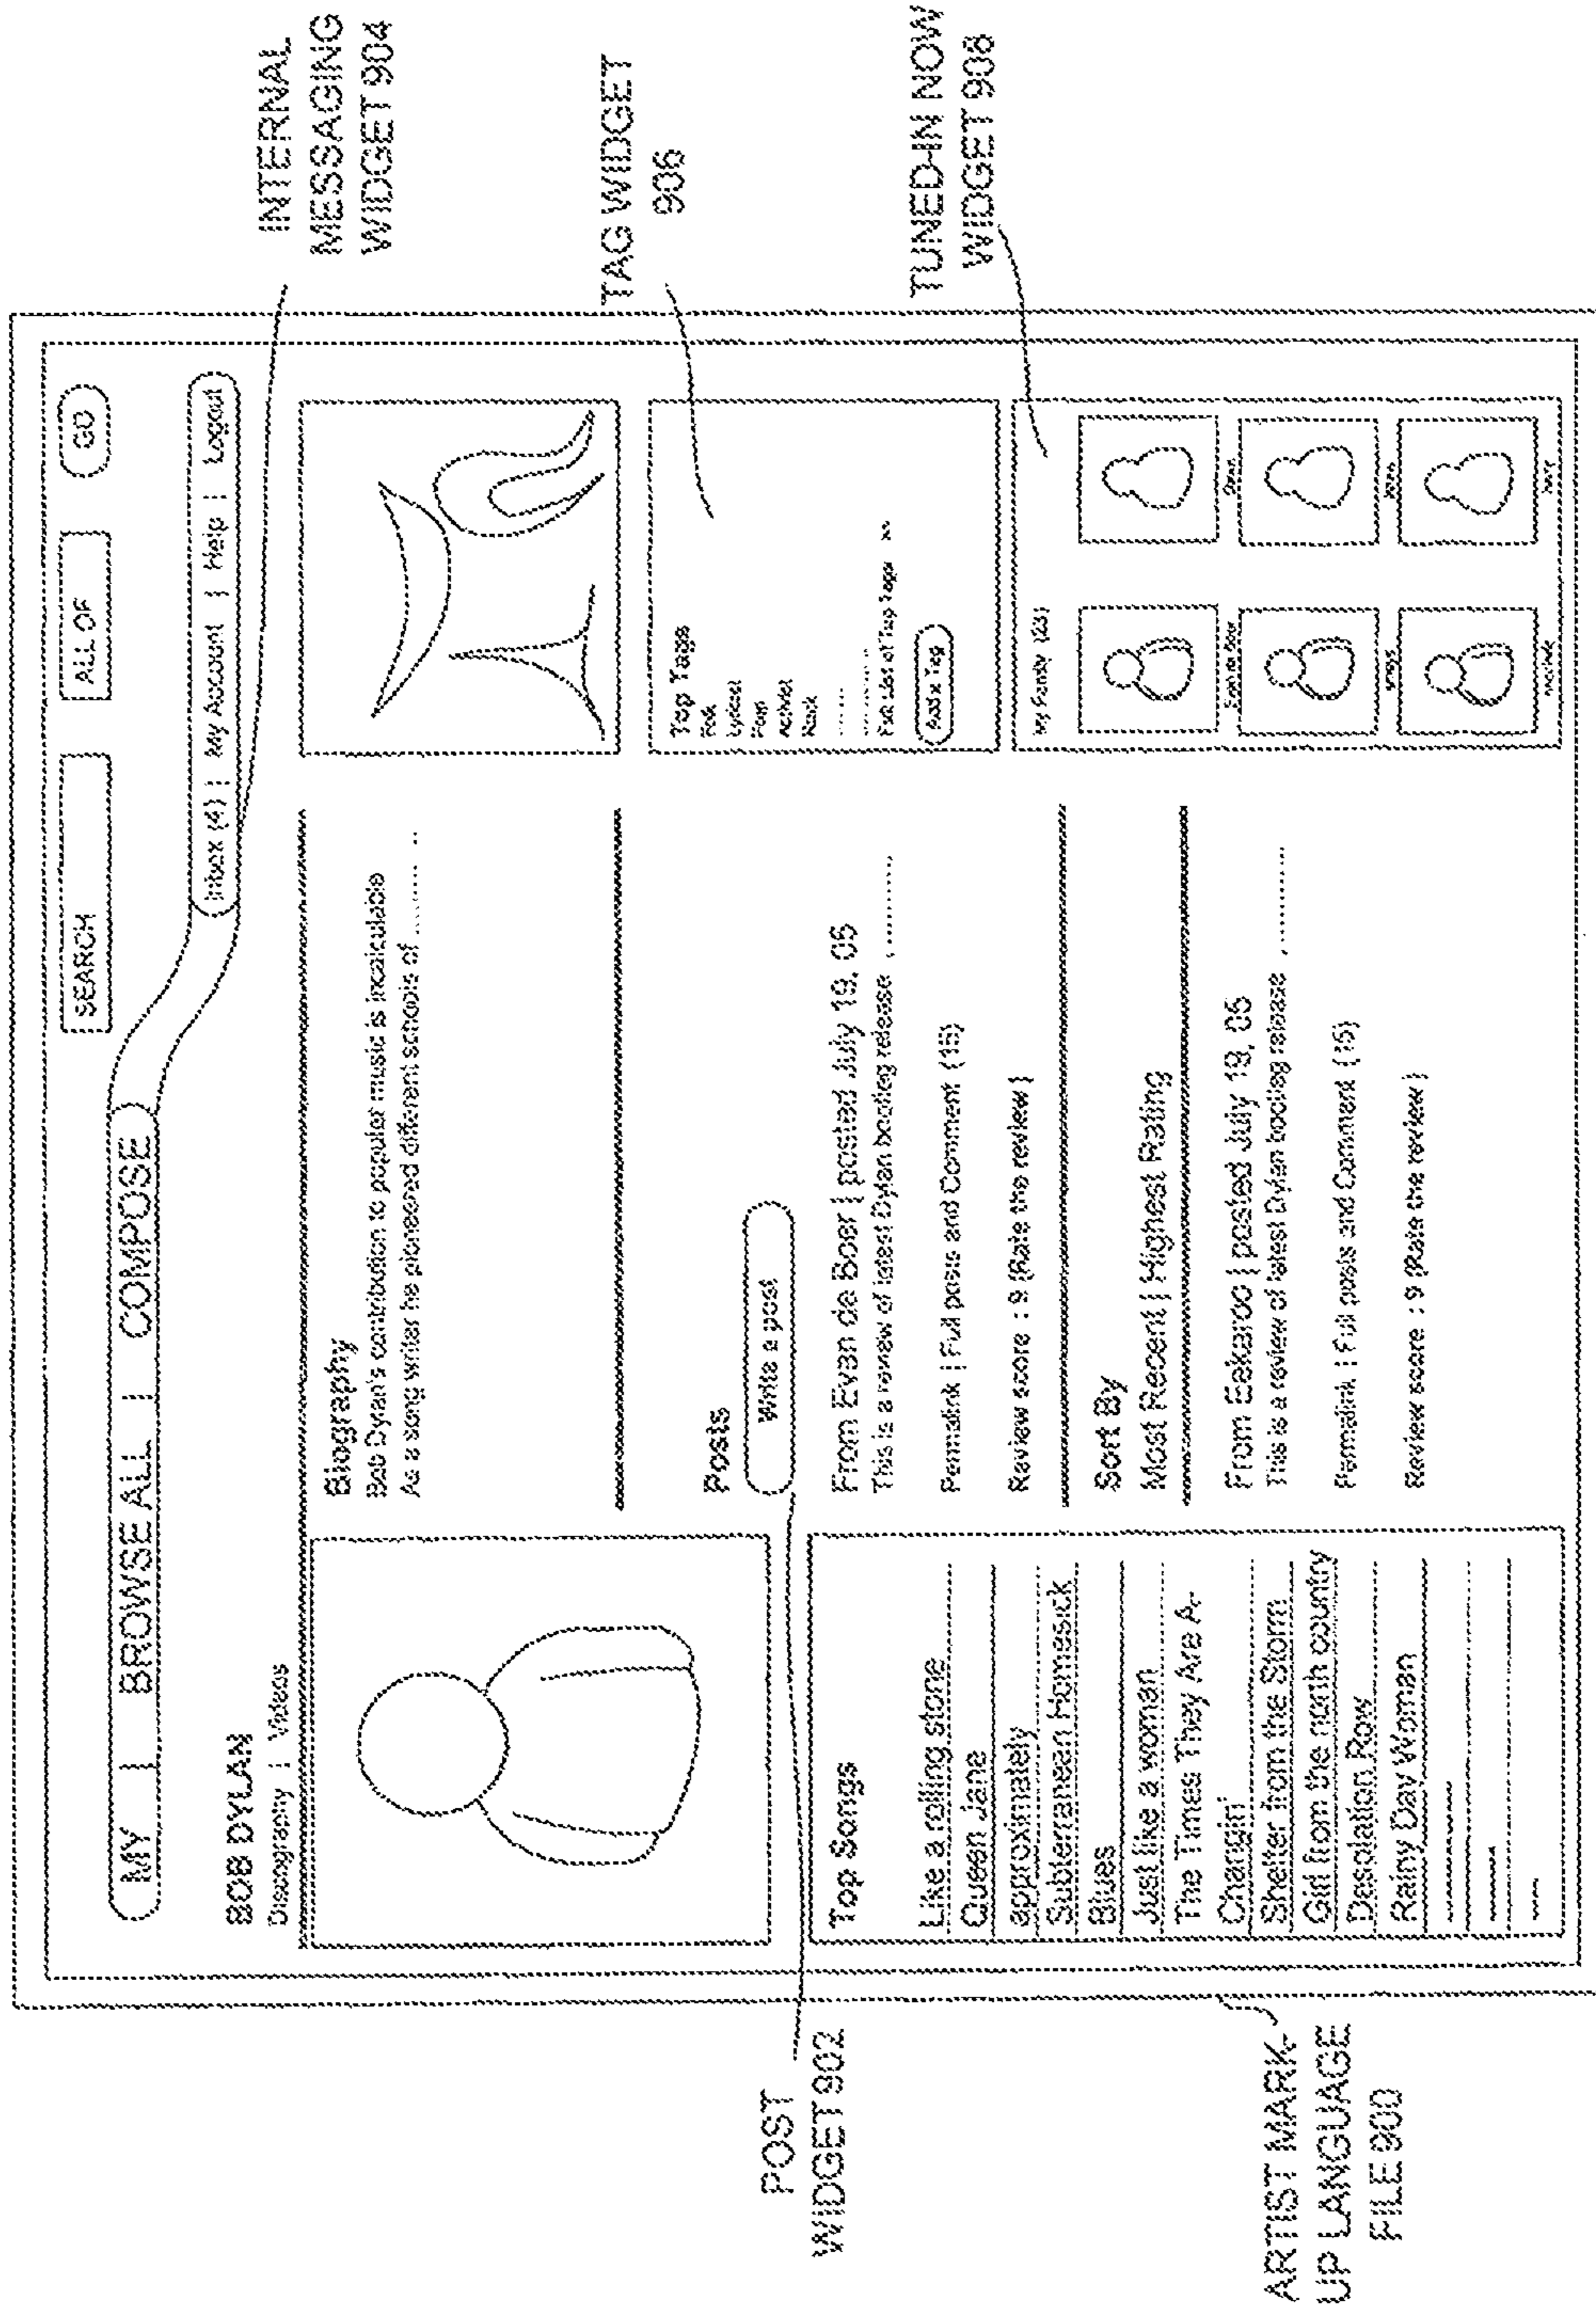 SEARCH
ALL OF
GO
MY | BROWSE ALL | COMPOSE
Inbox (4) | My Account | Help | Logout
INTERNAL
MESSAGING
WIDGET 904
BOB DYLAN
Discography | Videos
Biography
Bob Dylan's contribution to popular music is incalculable
As a song writer he pioneered different schools of .........
TAG WIDGET
906
Top Tags
Folk
Lyricist
Activist
Rock
Add a Tag
POST
WIDGET 902
Posts
Write a post
From Evan de Boer | posted July 19, 05
This is a review of latest Dylan bootleg release ..........
Permalink | Full posts and Comment (15)
Review score : 9 (Rate the review)
Sort By
Most Recent | Highest Rating
From Eekaroo | posted July 19, 05
This is a review of latest Dylan bootleg release ..........
Permalink | Full posts and Comment (15)
Review score : 9 (Rate the review)
TUNED-IN NOW
WIDGET 908
My Family (23)
Top Songs
Like a rolling stone
Queen Jane
approximately
Subterranean Homesick
Blues
Just like a woman
The Times They Are A-
Changin'
Shelter from the Storm
Girl from the north country
Desolation Row
Rainy Day Woman
ARTIST MARK-
UP LANGUAGE
FILE 900